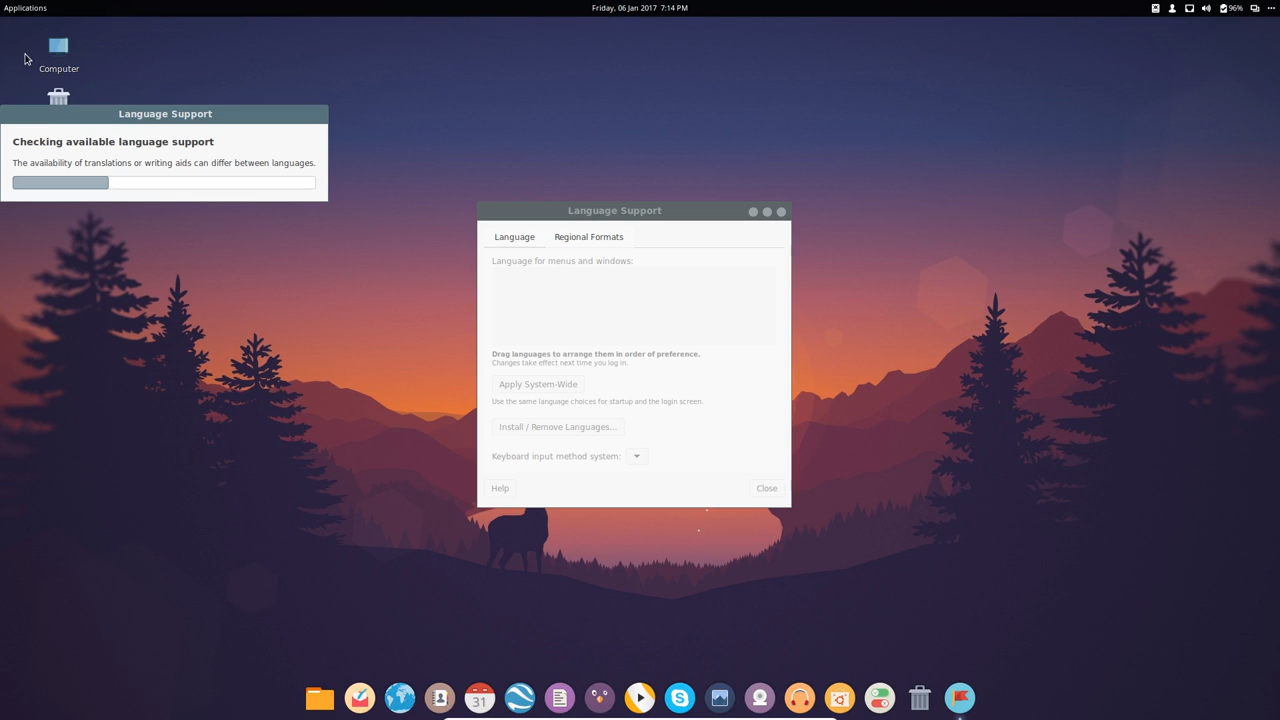 Applications
Friday, 06 Jan 2017 7:14 PM
96%
Computer
Language Support
Checking available language support
The availability of translations or writing aids can differ between languages.
Language Support
Language
Regional Formats
Language for menus and windows:
Drag languages to arrange them in order of preference.
Changes take effect next time you log in.
Apply System-Wide
Use the same language choices for startup and the login screen.
Install / Remove Languages...
Keyboard input method system:
Help
Close
31